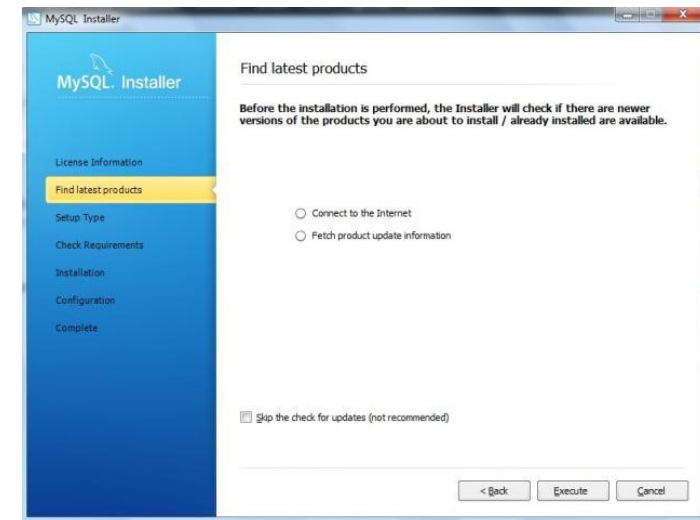 MySQL Installer
MySQL. Installer
License Information
Find latest products
Setup Type
Check Requirements
Installation
Configuration
Complete
Find latest products
Before the installation is performed, the Installer will check if there are newer
versions of the products you are about to install / already installed are available.
Connect to the Internet
Fetch product update information
Skip the check for updates (not recommended)
< Back
Execute
Cancel